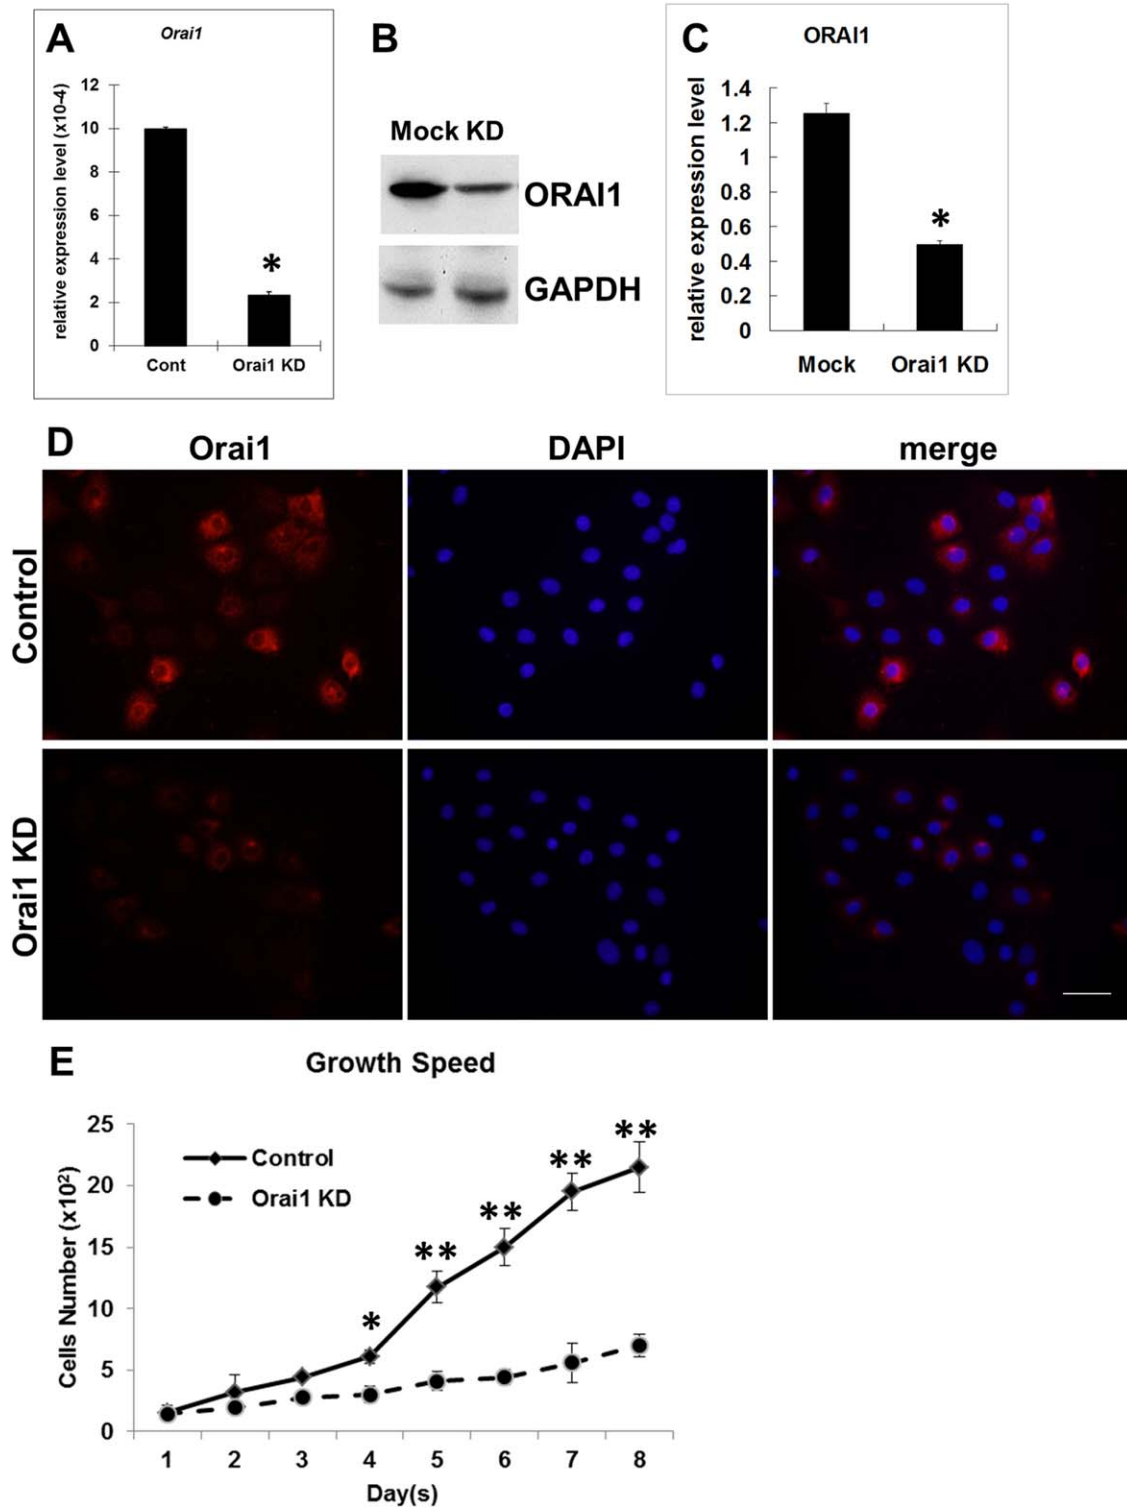 A
Orai1
relative expression level (x10-4)
12
10
8
6
4
2
0
*
Cont
Orai1 KD
B
Mock KD
ORAI1
GAPDH
C
ORAI1
relative expression level
1.4
1.2
1
0.8
0.6
0.4
0.2
0
*
Mock
Orai1 KD
D
Orai1
DAPI
merge
Control
Orai1 KD
E
Growth Speed
Cells Number (x10²)
25
20
15
10
5
0
Control
Orai1 KD
*
**
**
**
**
1 2 3 4 5 6 7 8
Day(s)